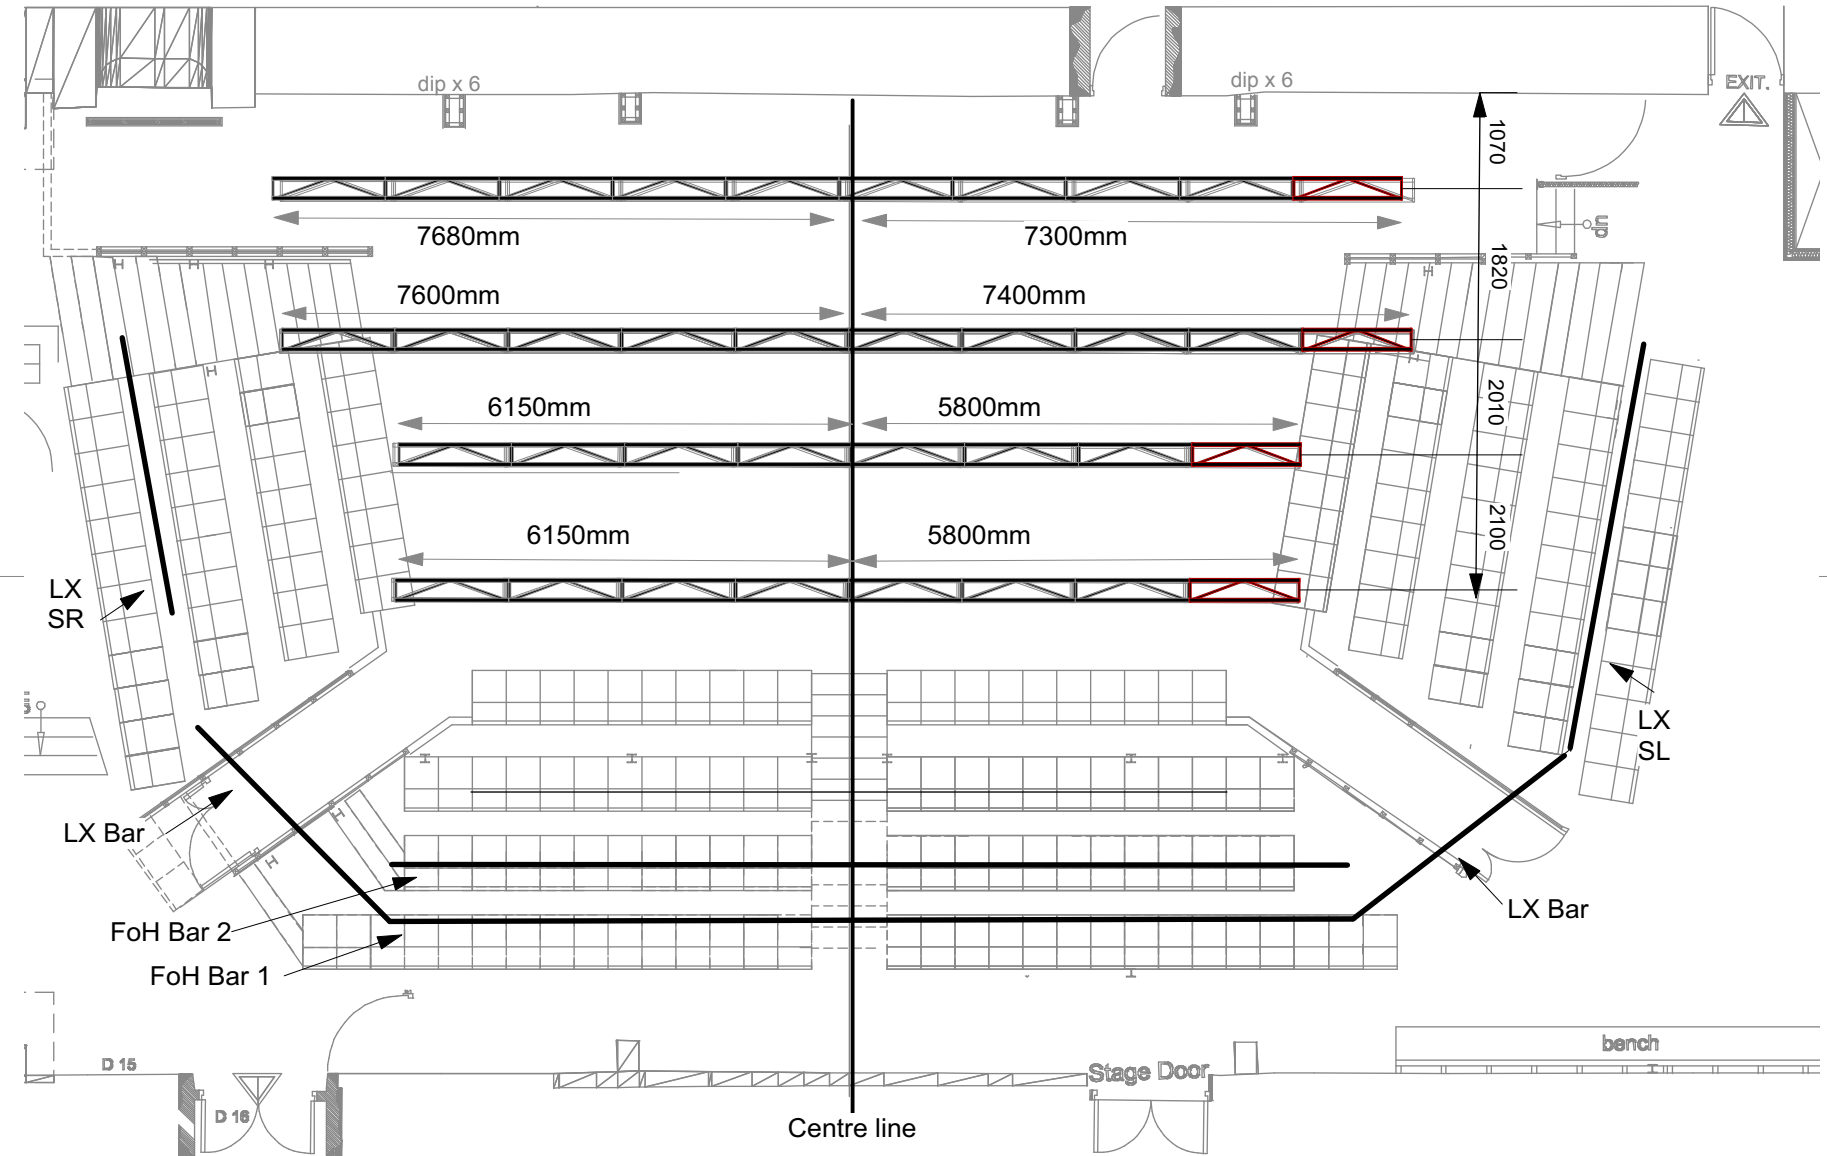 dip x 6
dip x 6
EXIT.
1070
7680mm
7300mm
dn
1820
7600mm
7400mm
6150mm
5800mm
2010
6150mm
5800mm
2100
LX
SR
LX
SL
LX Bar
LX Bar
FoH Bar 2
FoH Bar 1
bench
D 15
Stage Door
D 16
Centre line